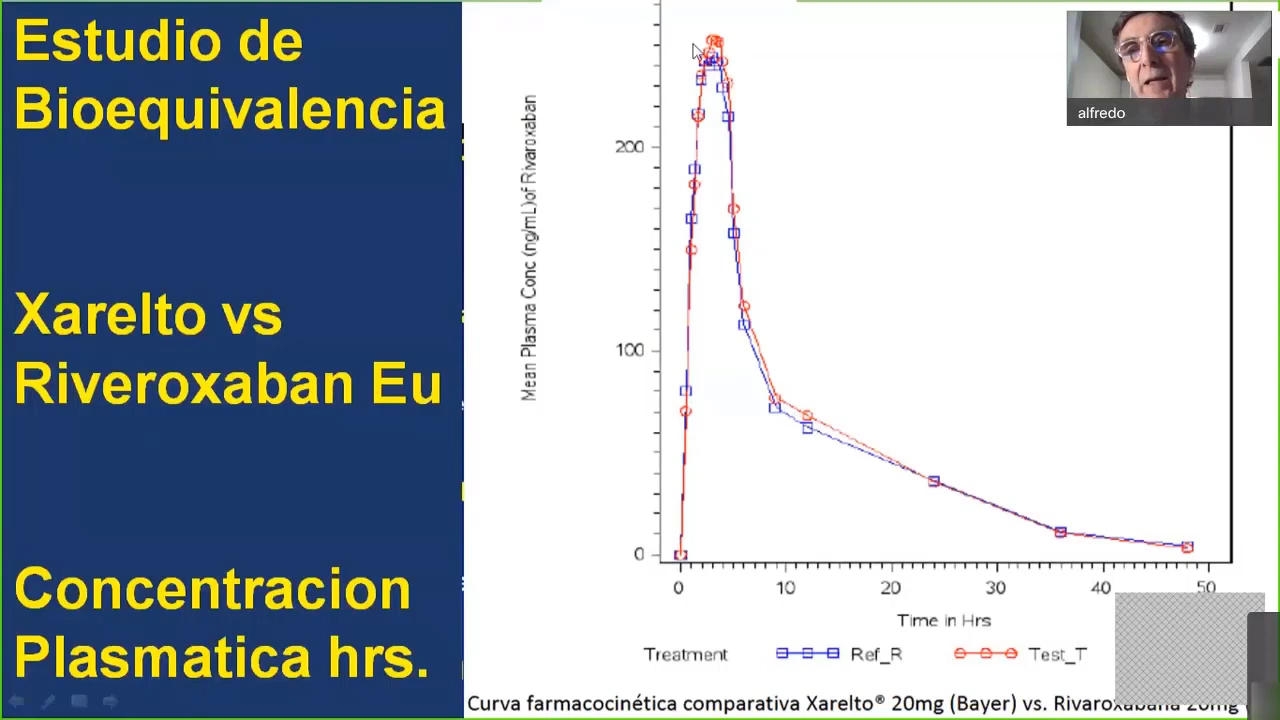 Estudio de
Bioequivalencia
Xarelto vs
Riveroxaban Eu
Concentracion
Plasmatica hrs.
Mean Plasma Conc (ng/mL)of Rivaroxaban
200
100
0
0 10 20 30 40 50
Time in Hrs
Treatment Ref_R Test_T
Curva farmacocinética comparativa Xarelto® 20mg (Bayer) vs. Rivaroxabana 20mg
alfredo